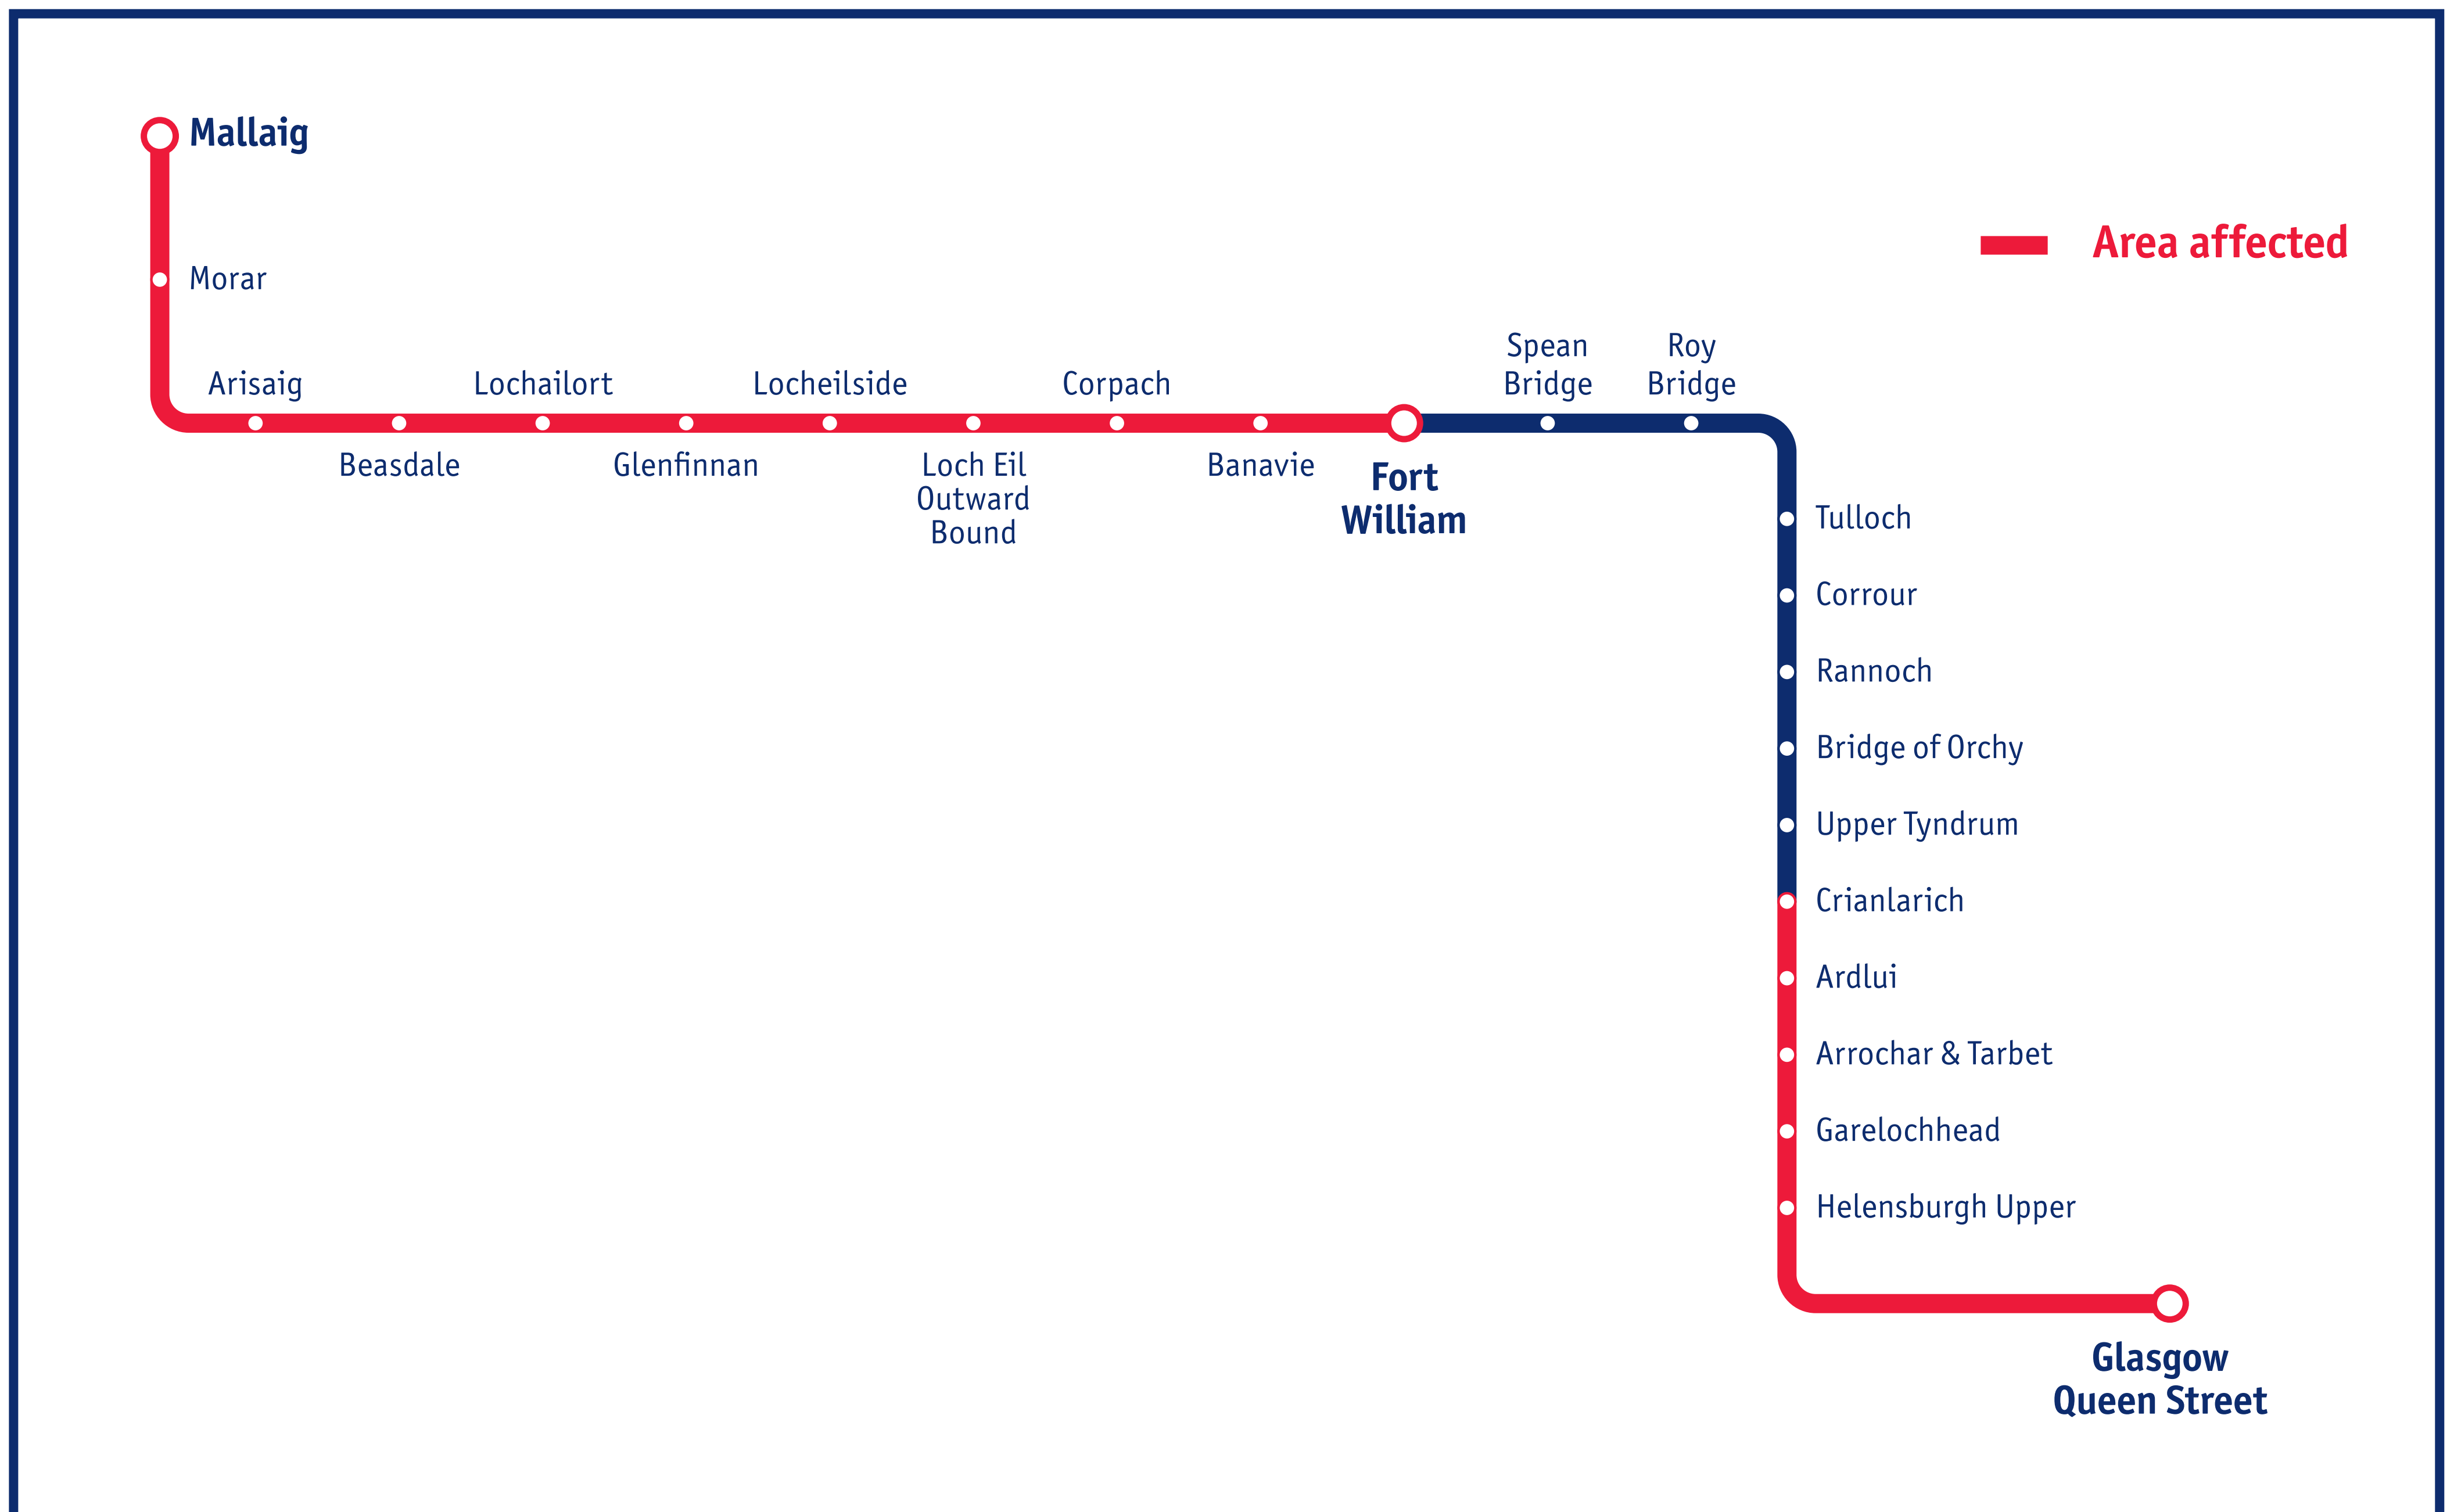 Mallaig
Area affected
Morar
Spean
Bridge
Roy
Bridge
Arisaig
Lochailort
Locheilside
Corpach
Beasdale
Glenfinnan
Loch Eil
Outward
Bound
Banavie
Fort
William
Tulloch
Corrour
Rannoch
Bridge of Orchy
Upper Tyndrum
Crianlarich
Ardlui
Arrochar & Tarbet
Garelochhead
Helensburgh Upper
Glasgow
Queen Street